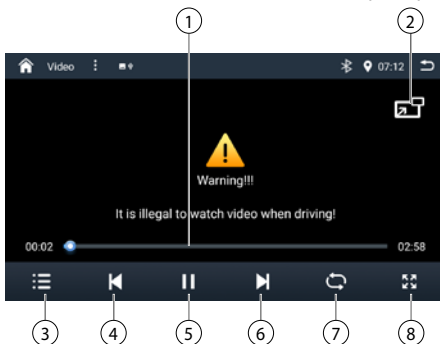 1 2
Video 07:12
Warning!!!
It is illegal to watch video when driving!
00:02 02:58
3 4 5 6 7 8